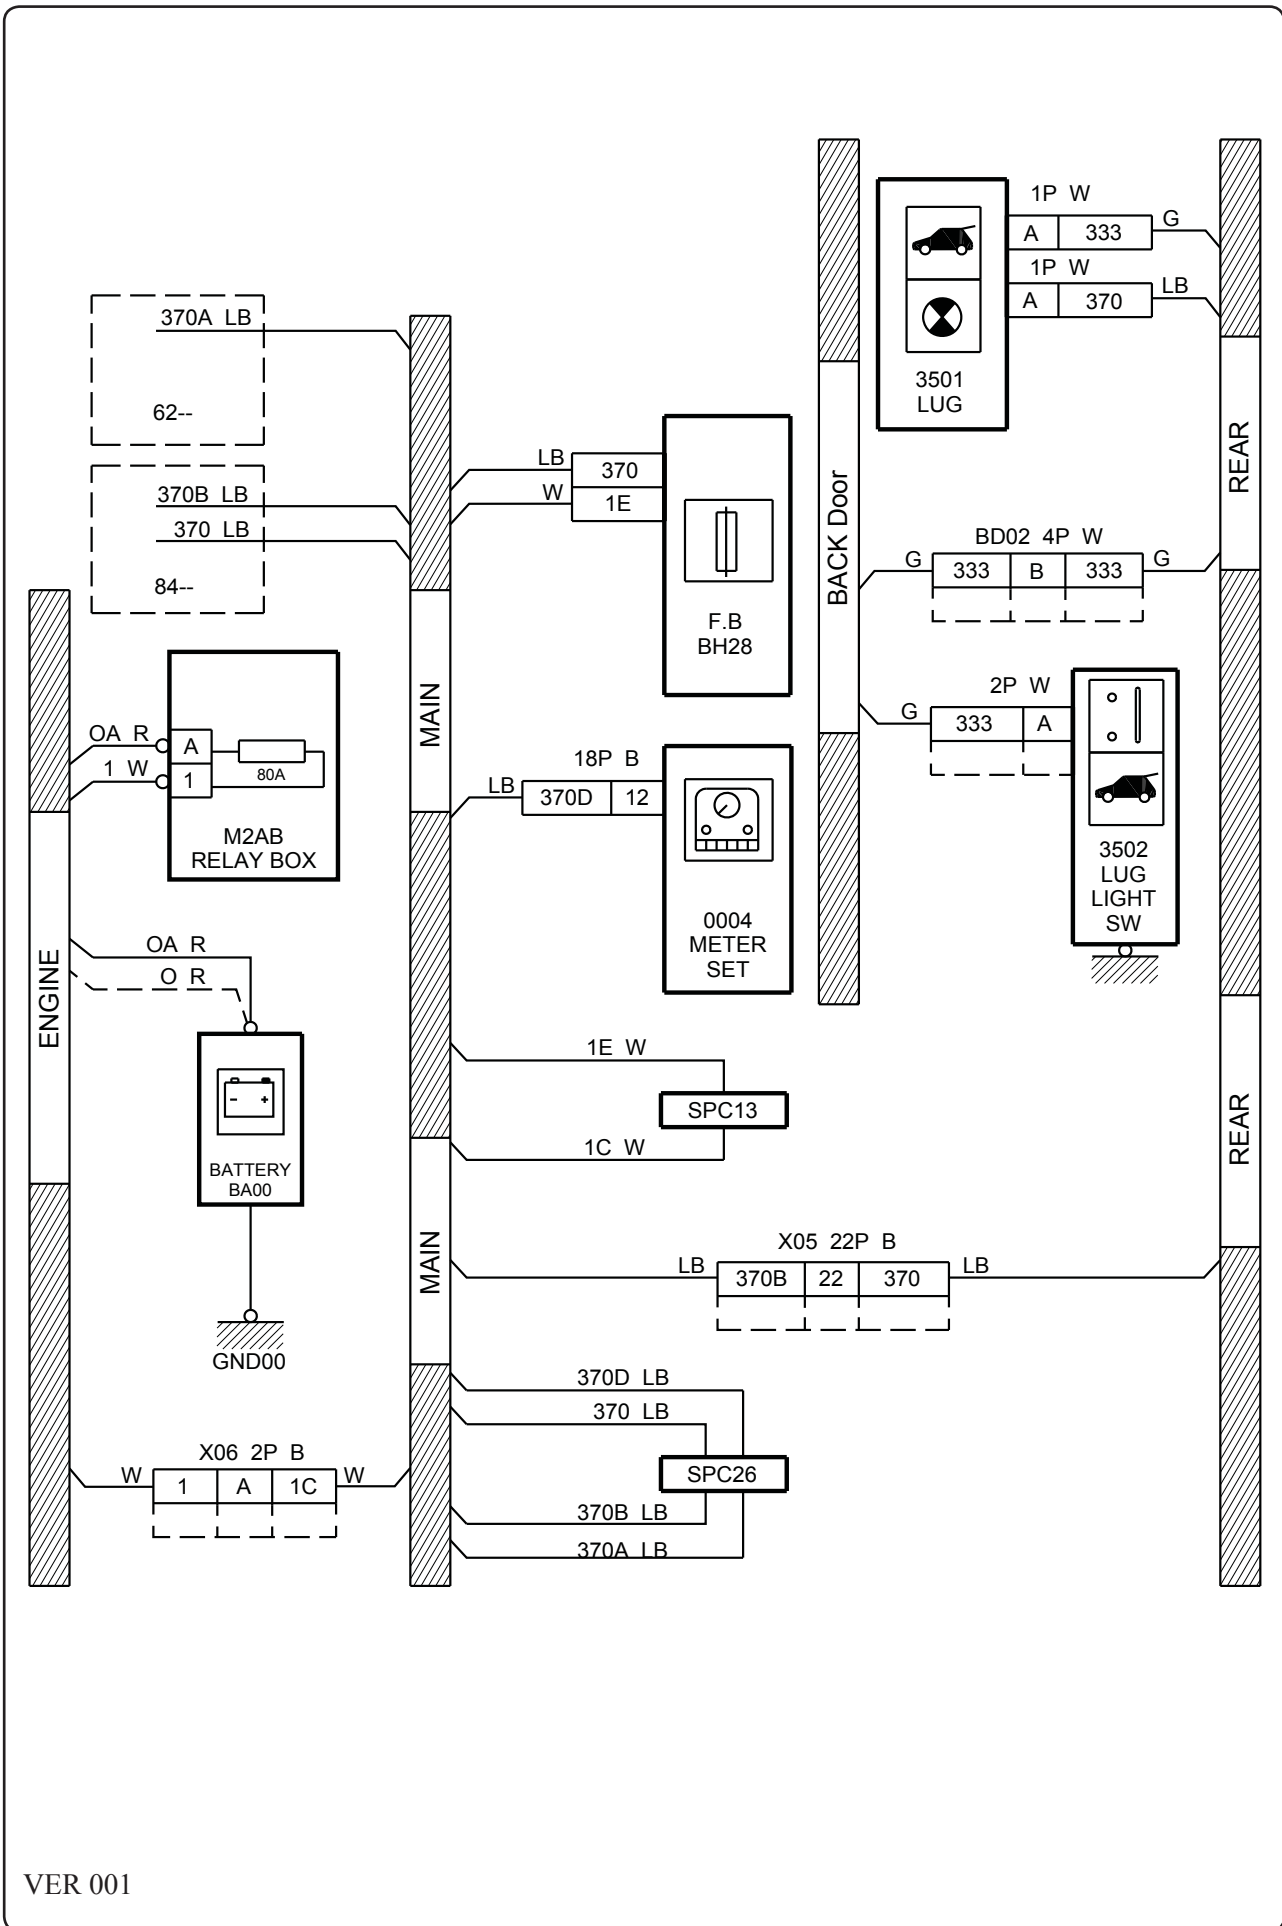 1P W
A 333 G
1P W
A 370 LB
3501
LUG
370A LB
62--
370B LB
370 LB
84--
LB 370
W 1E
F.B
BH28
BACK Door
REAR
BD02 4P W
G 333 B 333 G
2P W
G 333 A
3502
LUG
LIGHT
SW
MAIN
OA R A
1 W 1
80A
M2AB
RELAY BOX
18P B
LB 370D 12
0004
METER
SET
ENGINE
OA R
O R
- +
BATTERY
BA00
GND00
1E W
SPC13
1C W
REAR
MAIN
X05 22P B
LB 370B 22 370 LB
370D LB
370 LB
SPC26
370B LB
370A LB
X06 2P B
W 1 A 1C W
VER 001